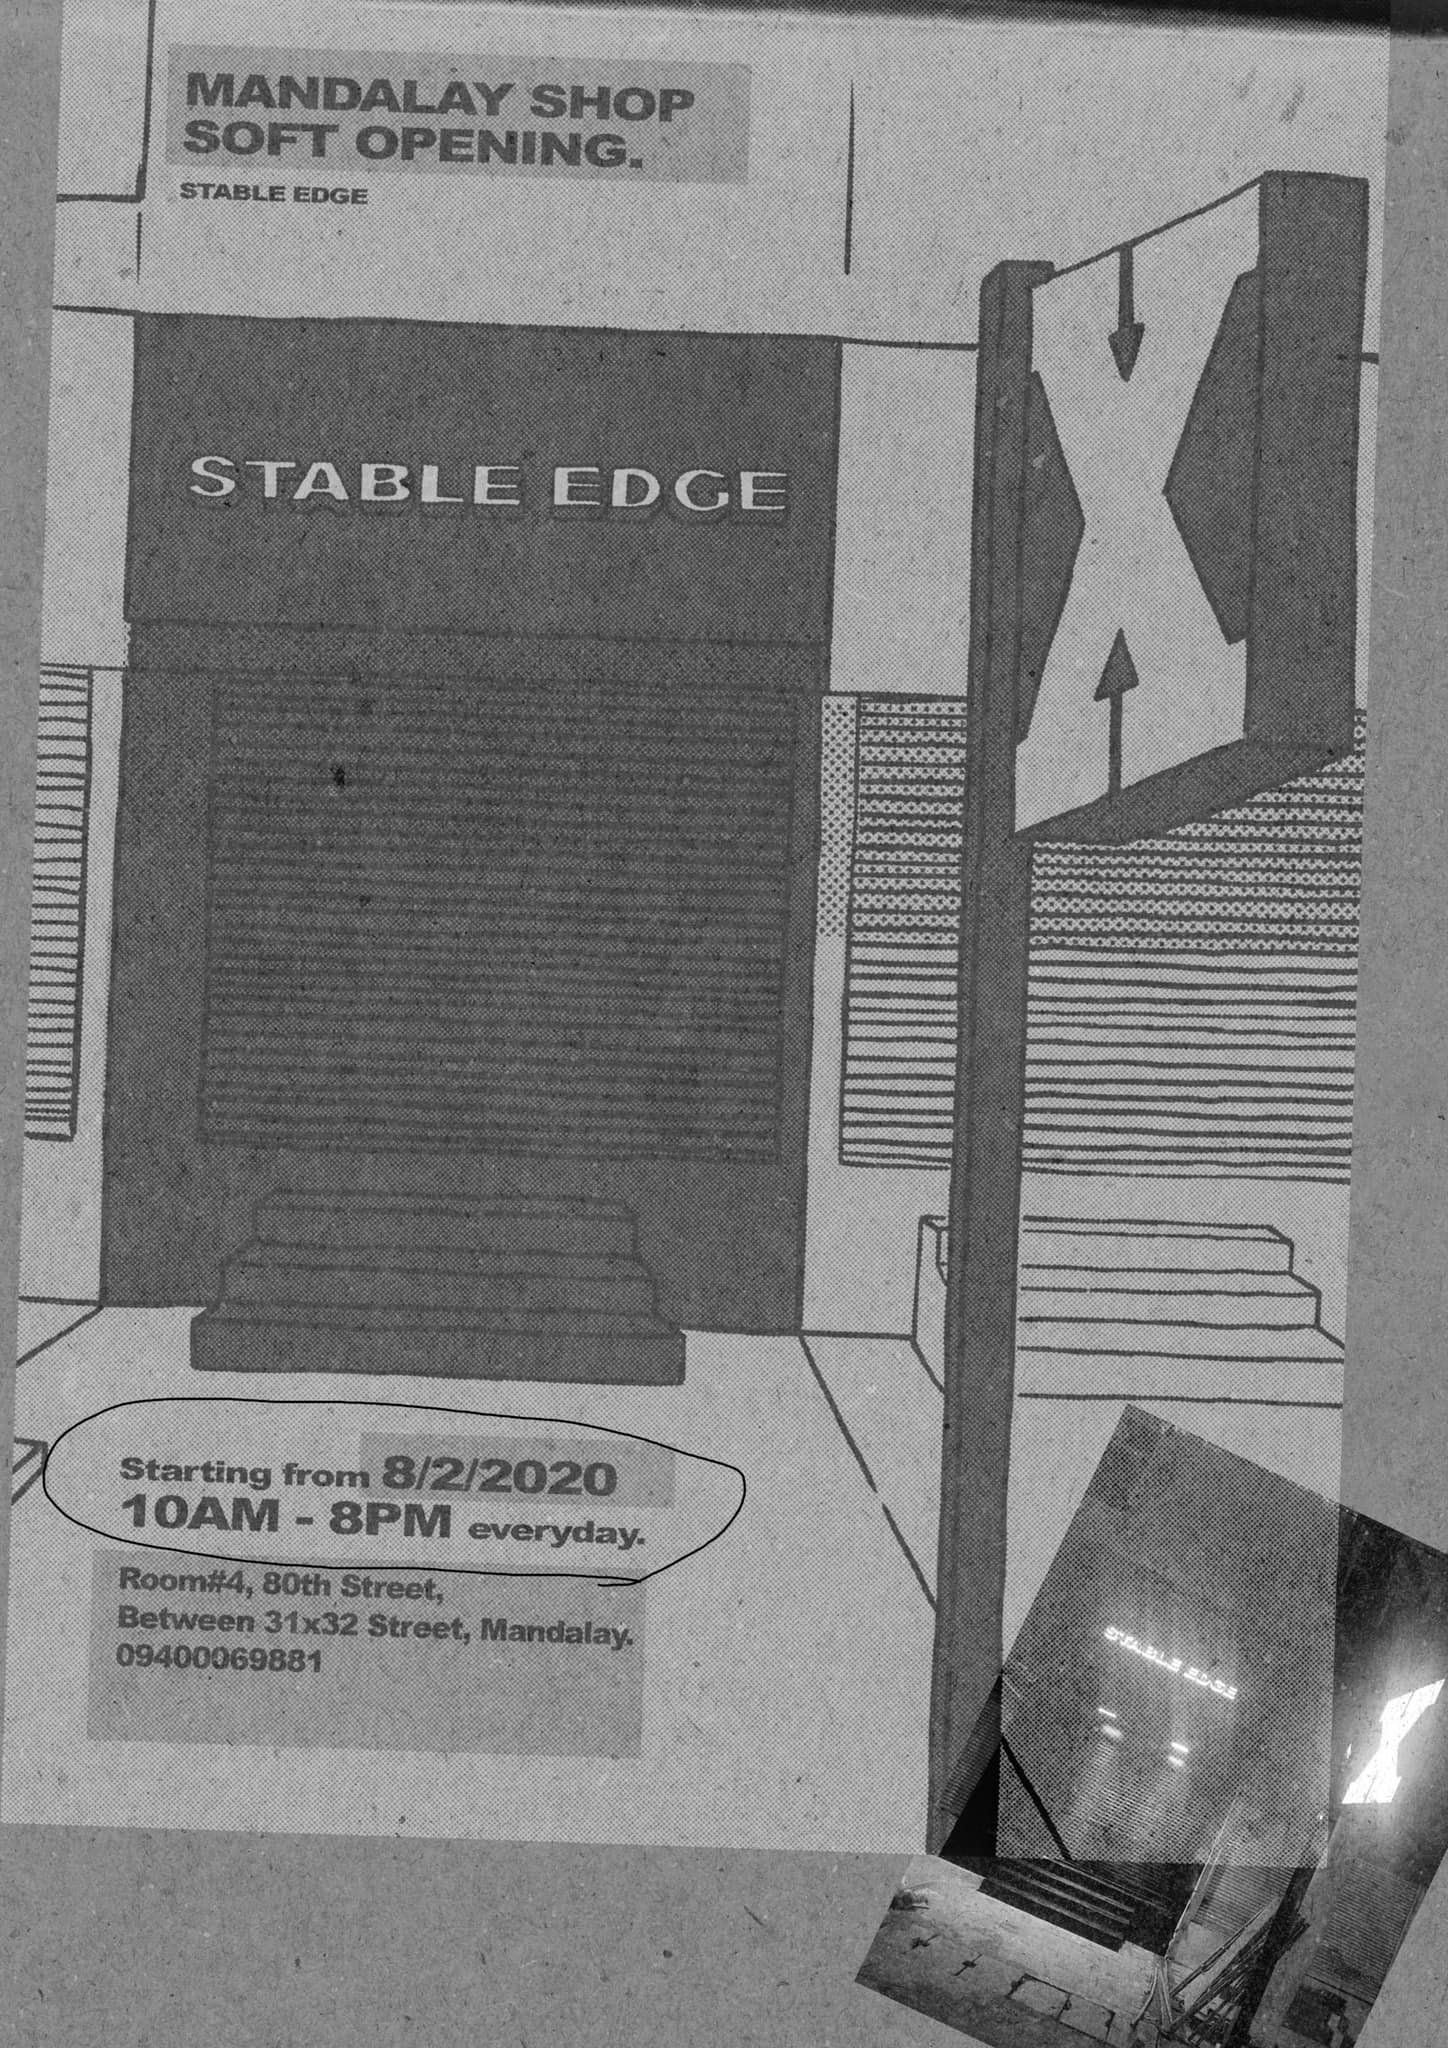 MANDALAY SHOP
SOFT OPENING.
STABLE EDGE
STABLE EDGE
Starting from 8/2/2020
10AM - 8PM everyday.
Room#4, 80th Street,
Between 31x32 Street, Mandalay.
09400069881
STABLE EDGE